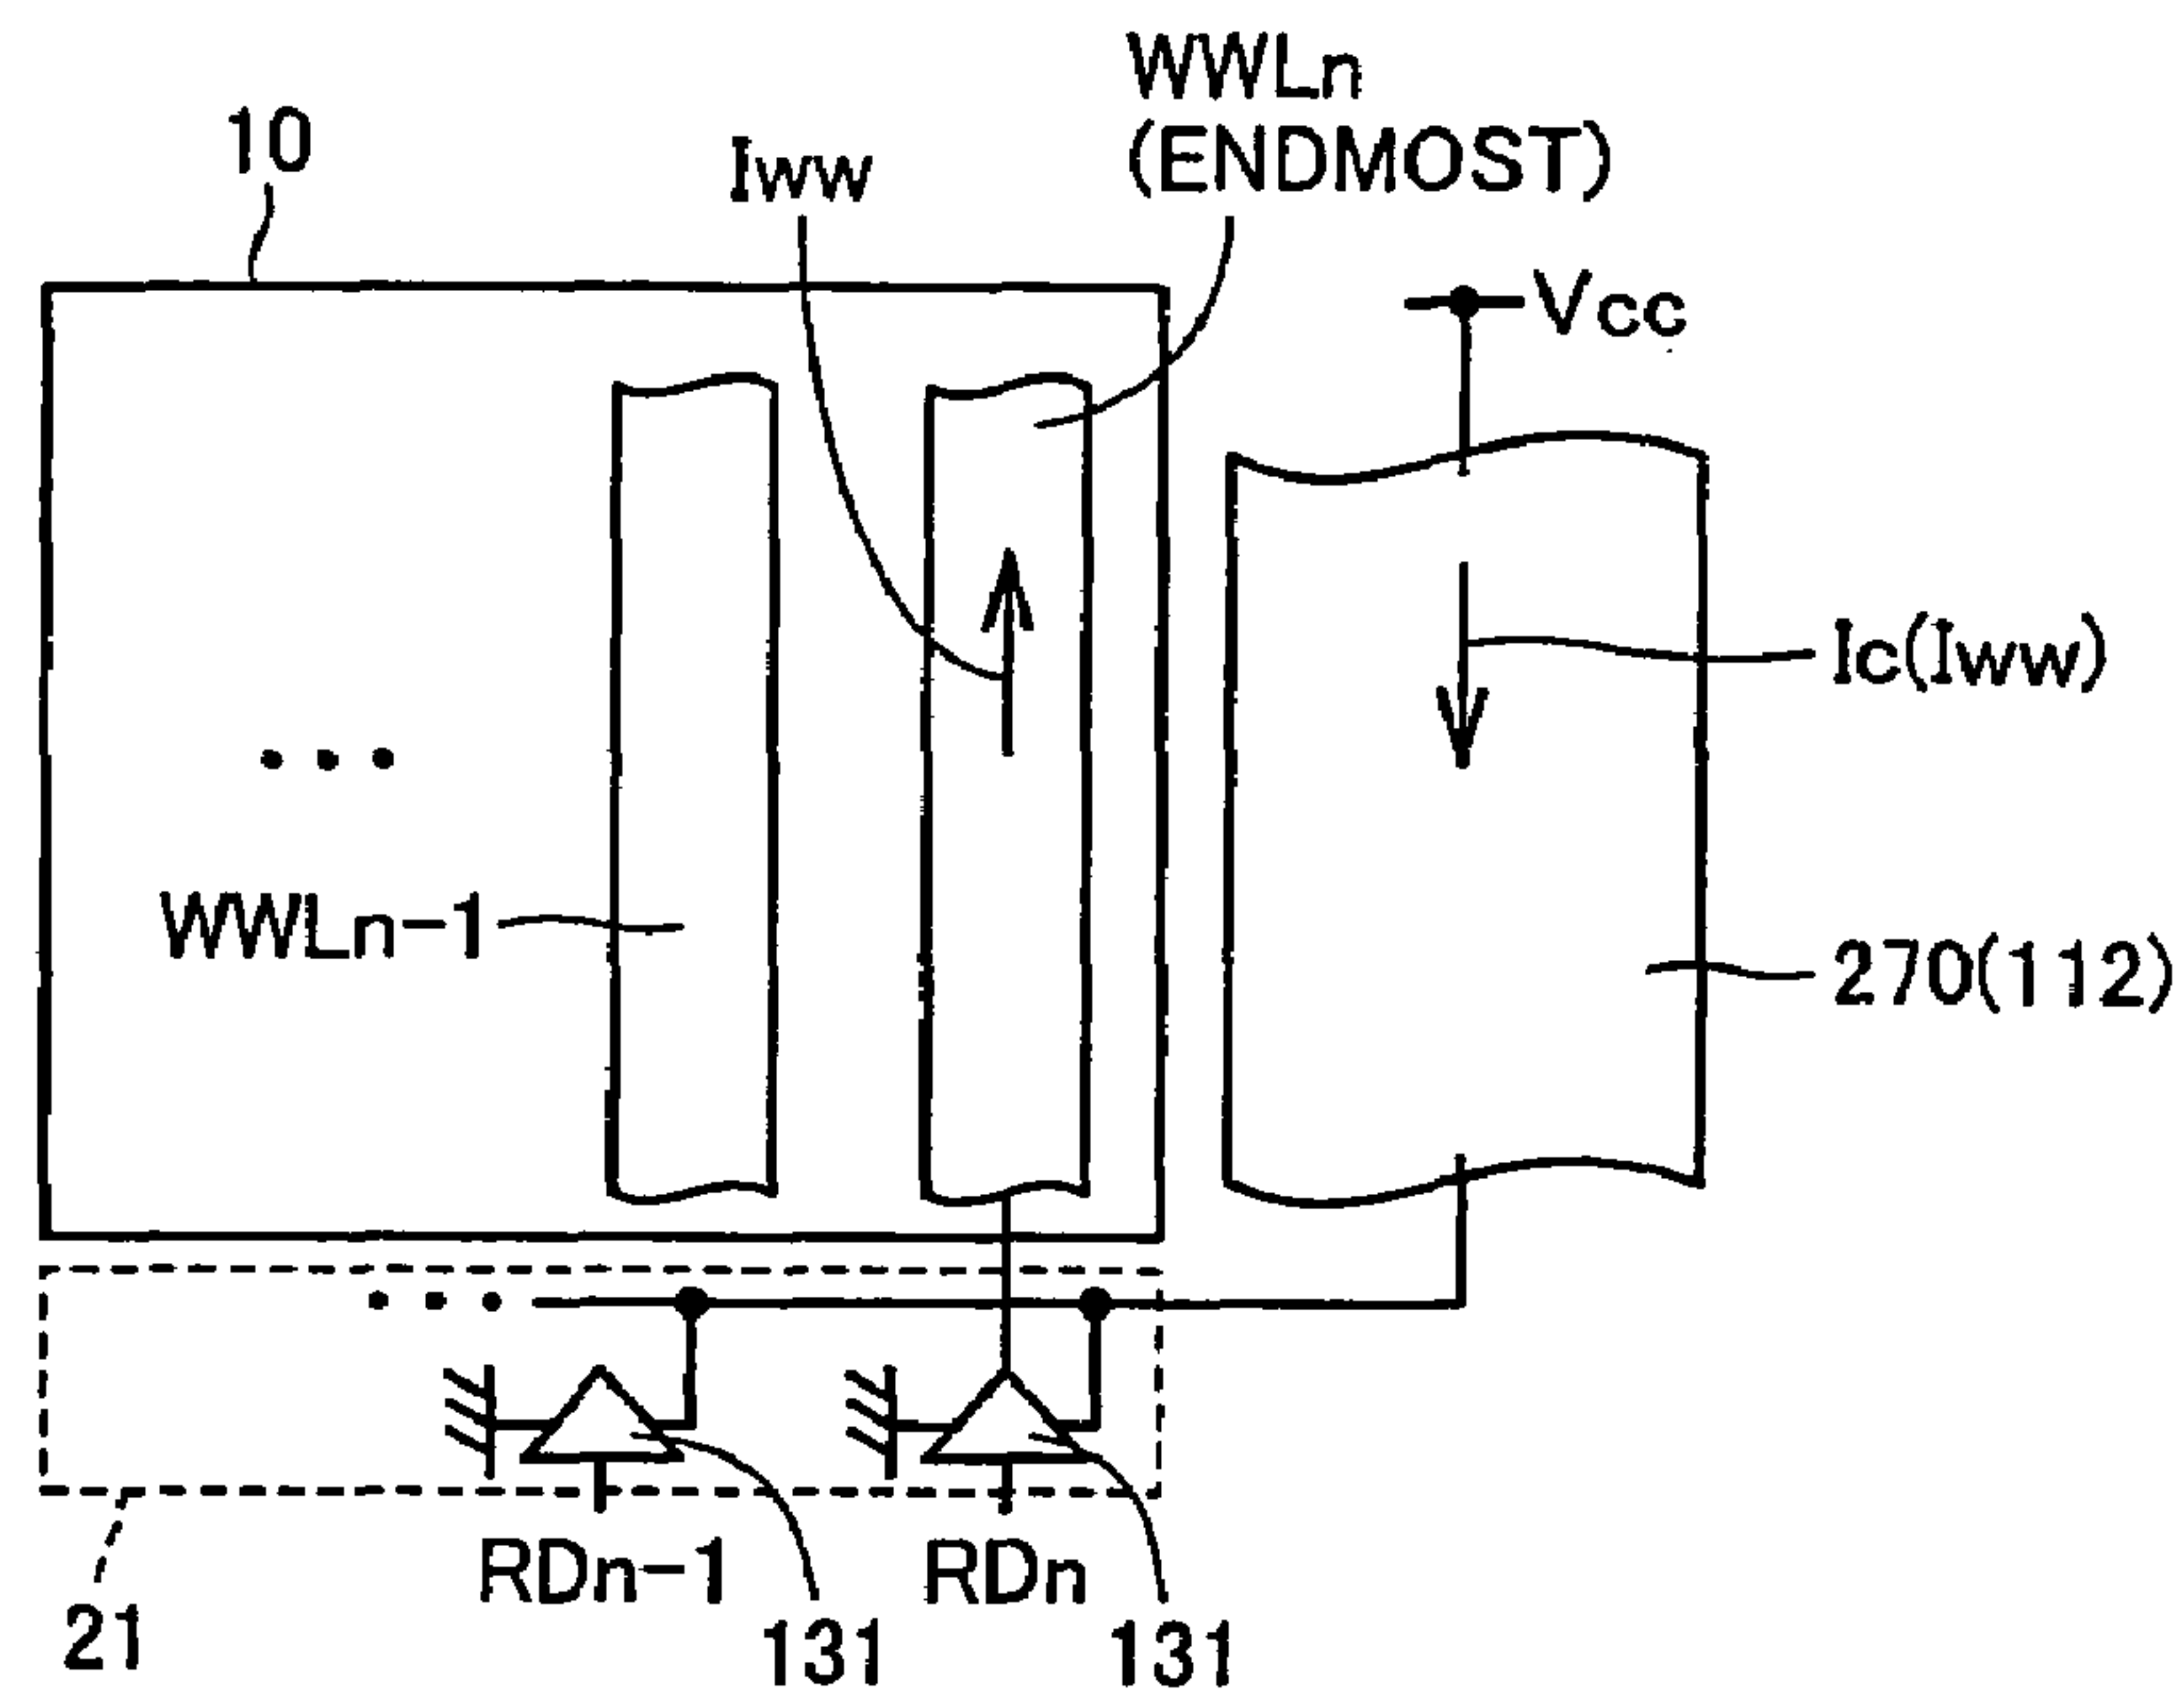 WWLn
(ENDMOST)
10
Iww
Vcc
Ic(Iww)
WWLn-1
270(112)
RDn-1
RDn
21
131
131